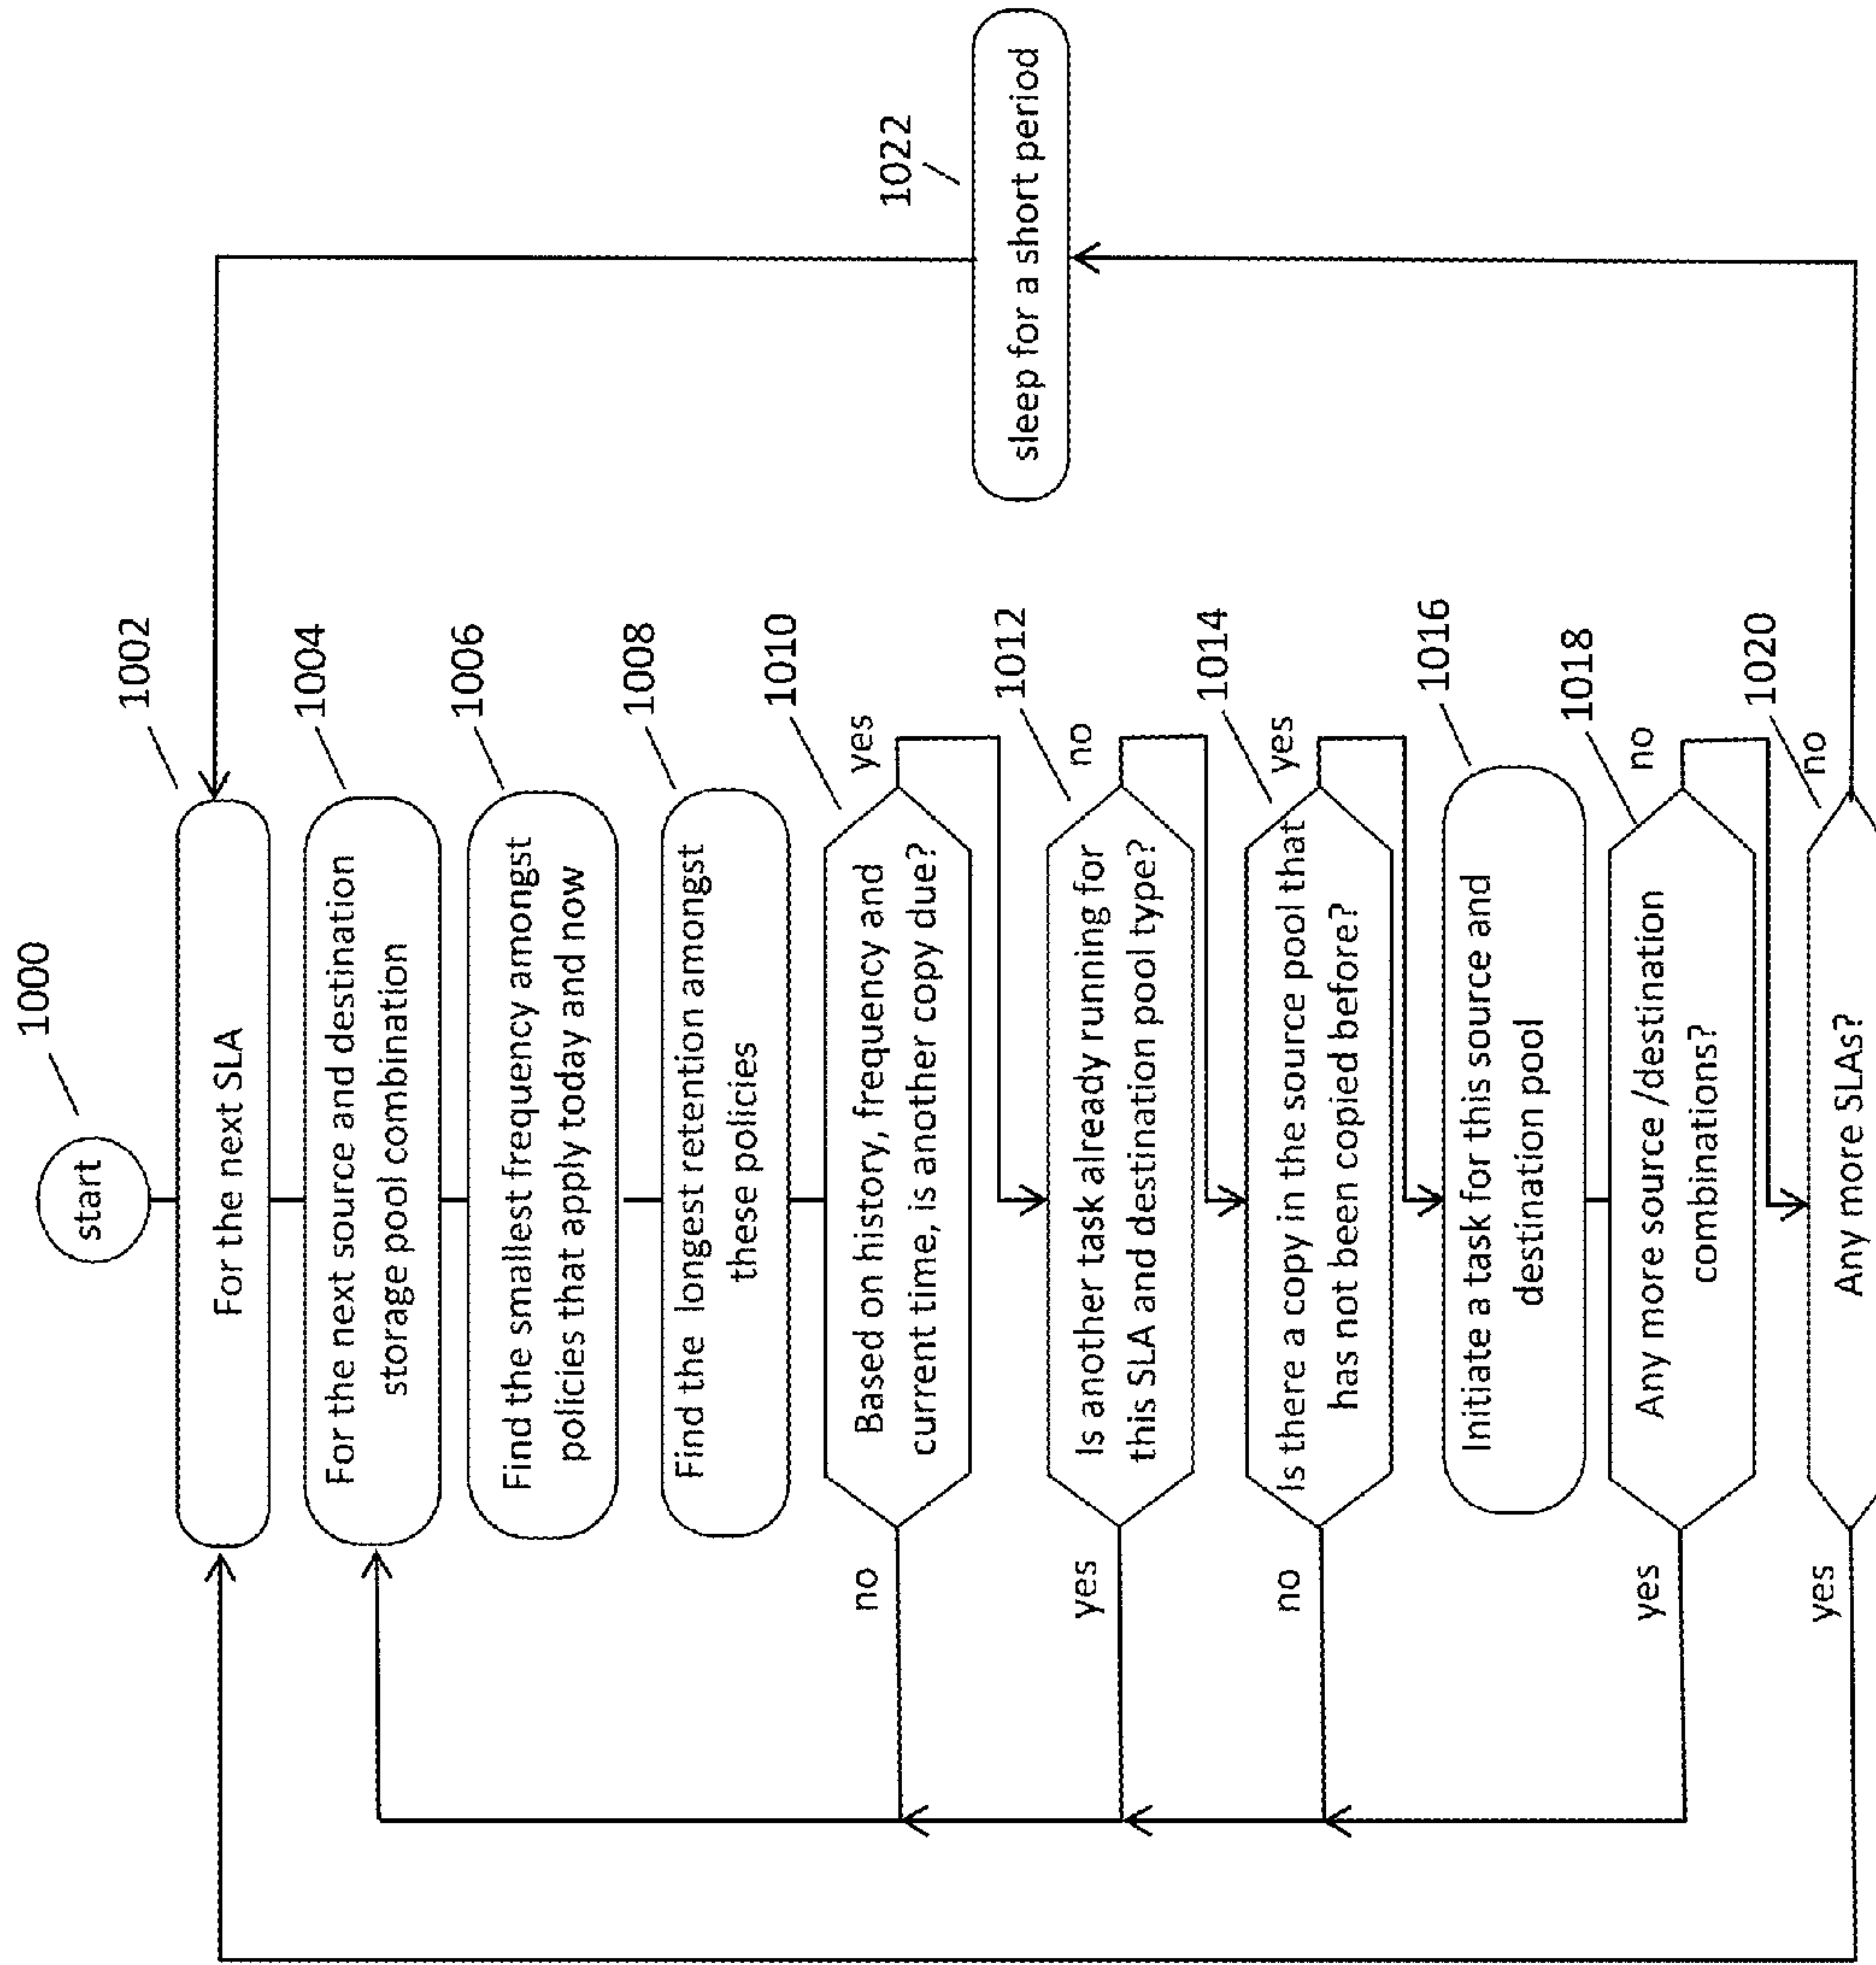 1000
start
1002
For the next SLA
1004
For the next source and destination
storage pool combination
1006
Find the smallest frequency amongst
policies that apply today and now
1008
Find the longest retention amongst
these policies
1010
Based on history, frequency and
current time, is another copy due?
no
yes
1012
Is another task already running for
this SLA and destination pool type?
yes
no
1014
Is there a copy in the source pool that
has not been copied before?
no
yes
1016
Initiate a task for this source and
destination pool
1018
Any more source /destination
combinations?
yes
no
1020
Any more SLAs?
yes
no
1022
sleep for a short period